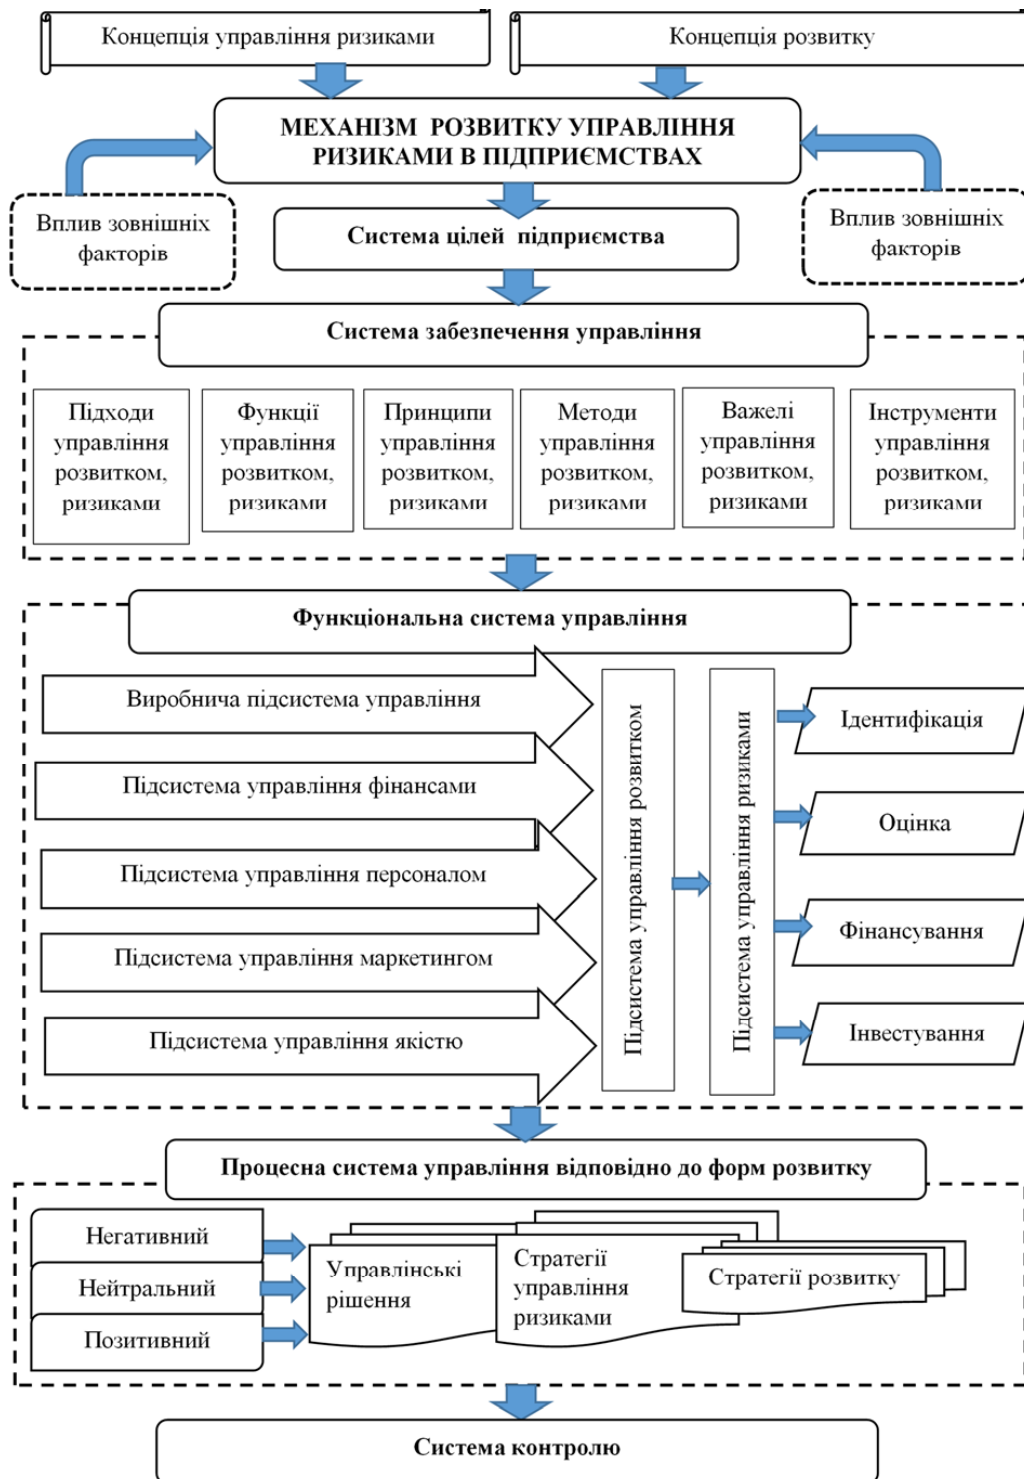 Концепція управління ризиками
Концепція розвитку
МЕХАНІЗМ РОЗВИТКУ УПРАВЛІННЯ
РИЗИКАМИ В ПІДПРИЄМСТВАХ
Вплив зовнішніх
факторів
Система цілей підприємства
Вплив зовнішніх
факторів
Система забезпечення управління
Підходи
управління
розвитком,
ризиками
Функції
управління
розвитком,
ризиками
Принципи
управління
розвитком,
ризиками
Методи
управління
розвитком,
ризиками
Важелі
управління
розвитком,
ризиками
Інструменти
управління
розвитком,
ризиками
Функціональна система управління
Виробнича підсистема управління
Підсистема управління фінансами
Підсистема управління персоналом
Підсистема управління маркетингом
Підсистема управління якістю
Підсистема управління розвитком
Підсистема управління ризиками
Ідентифікація
Оцінка
Фінансування
Інвестування
Процесна система управління відповідно до форм розвитку
Негативний
Нейтральний
Позитивний
Управлінські
рішення
Стратегії
управління
ризиками
Стратегії розвитку
Система контролю